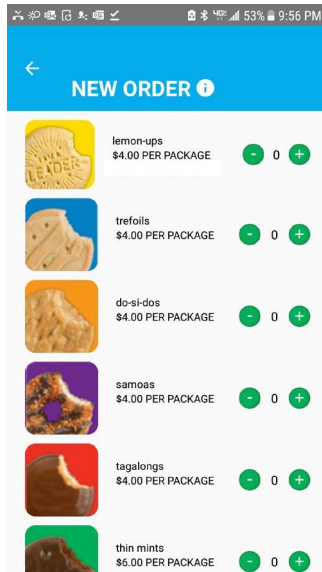 4GE 53% 9:56 PM
NEW ORDER i
LEADER
lemon-ups
$4.00 PER PACKAGE
- 0 +
trefoils
$4.00 PER PACKAGE
- 0 +
do-si-dos
$4.00 PER PACKAGE
- 0 +
samoas
$4.00 PER PACKAGE
- 0 +
tagalongs
$4.00 PER PACKAGE
- 0 +
thin mints
$6.00 PER PACKAGE
- 0 +